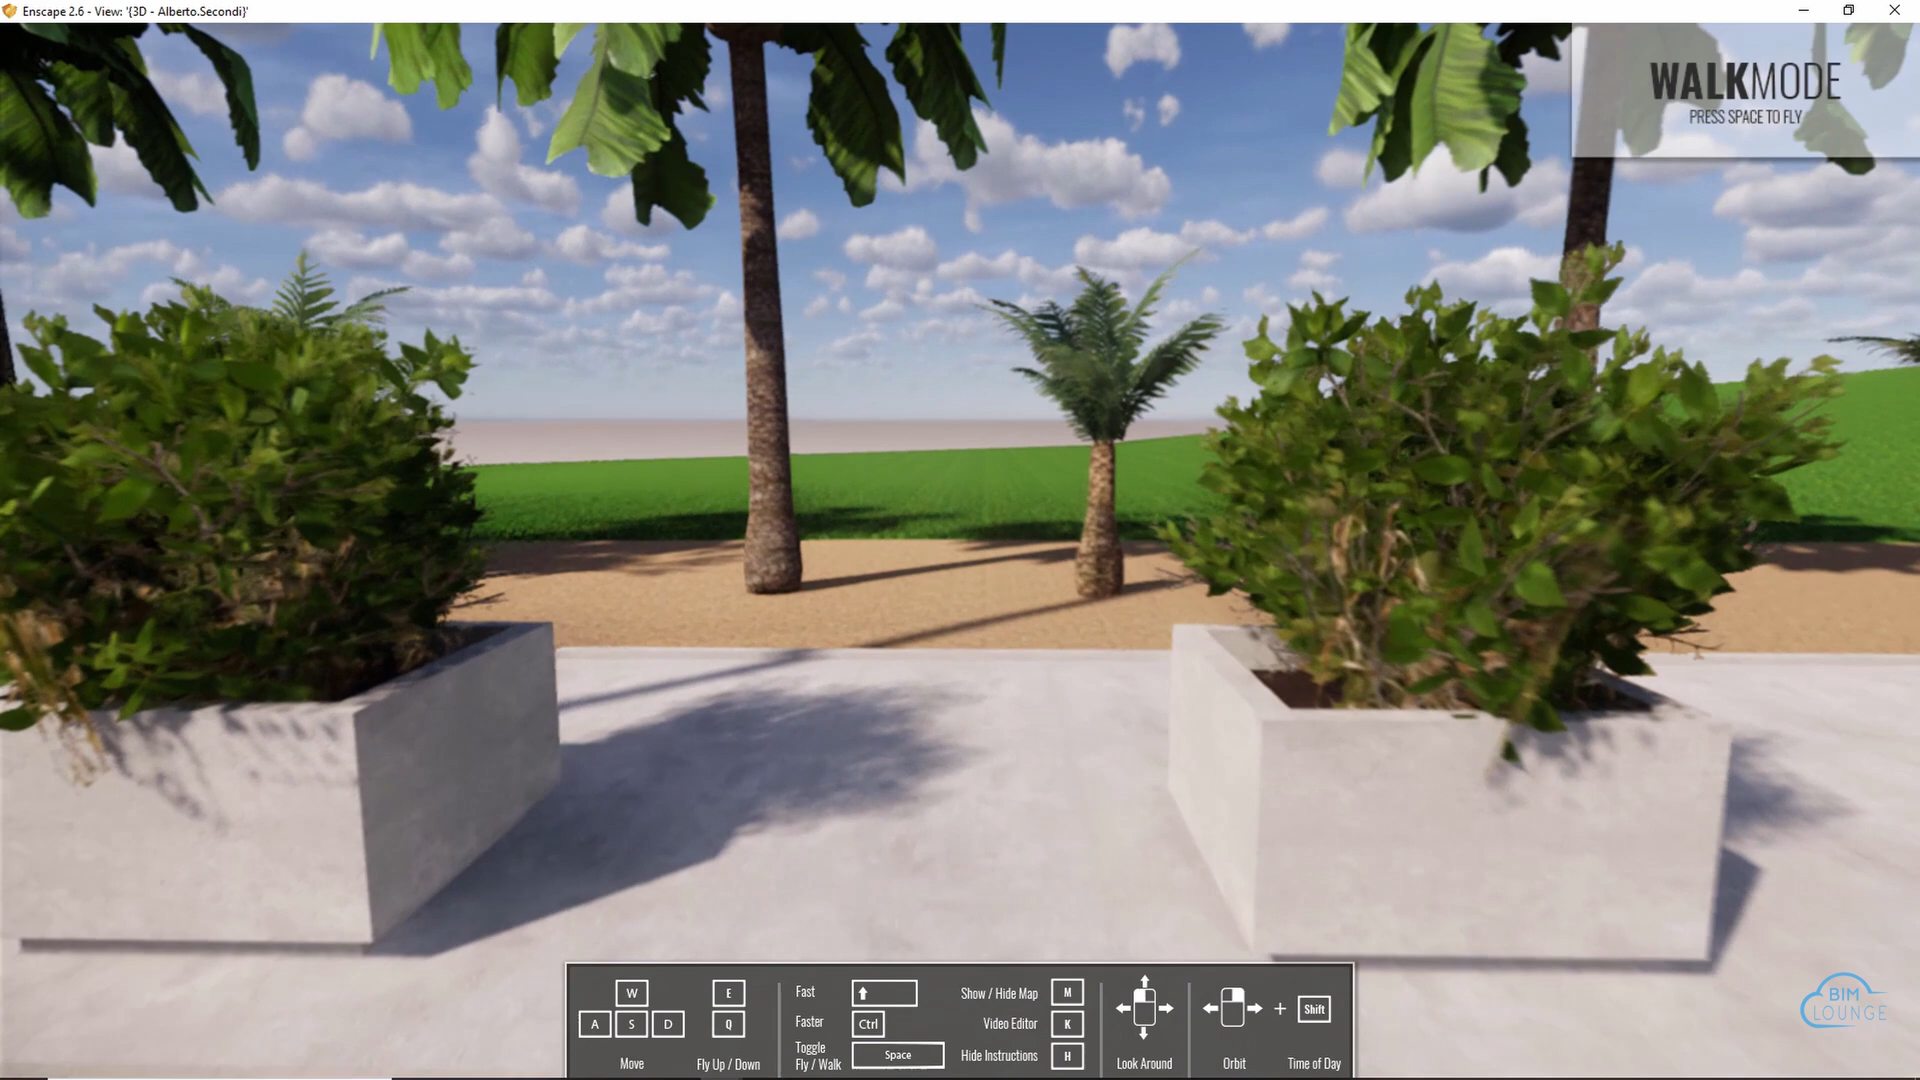 Enscape 2.6 - View: '{3D - Alberto.Secondi}'
WALKMODE
PRESS SPACE TO FLY
W
A S D
Move
E
Q
Fly Up / Down
Fast
Faster Ctrl
Toggle
Fly / Walk Space
Show / Hide Map M
Video Editor K
Hide Instructions H
Look Around
Orbit
+ Shift
Time of Day
BIM
LOUNGE